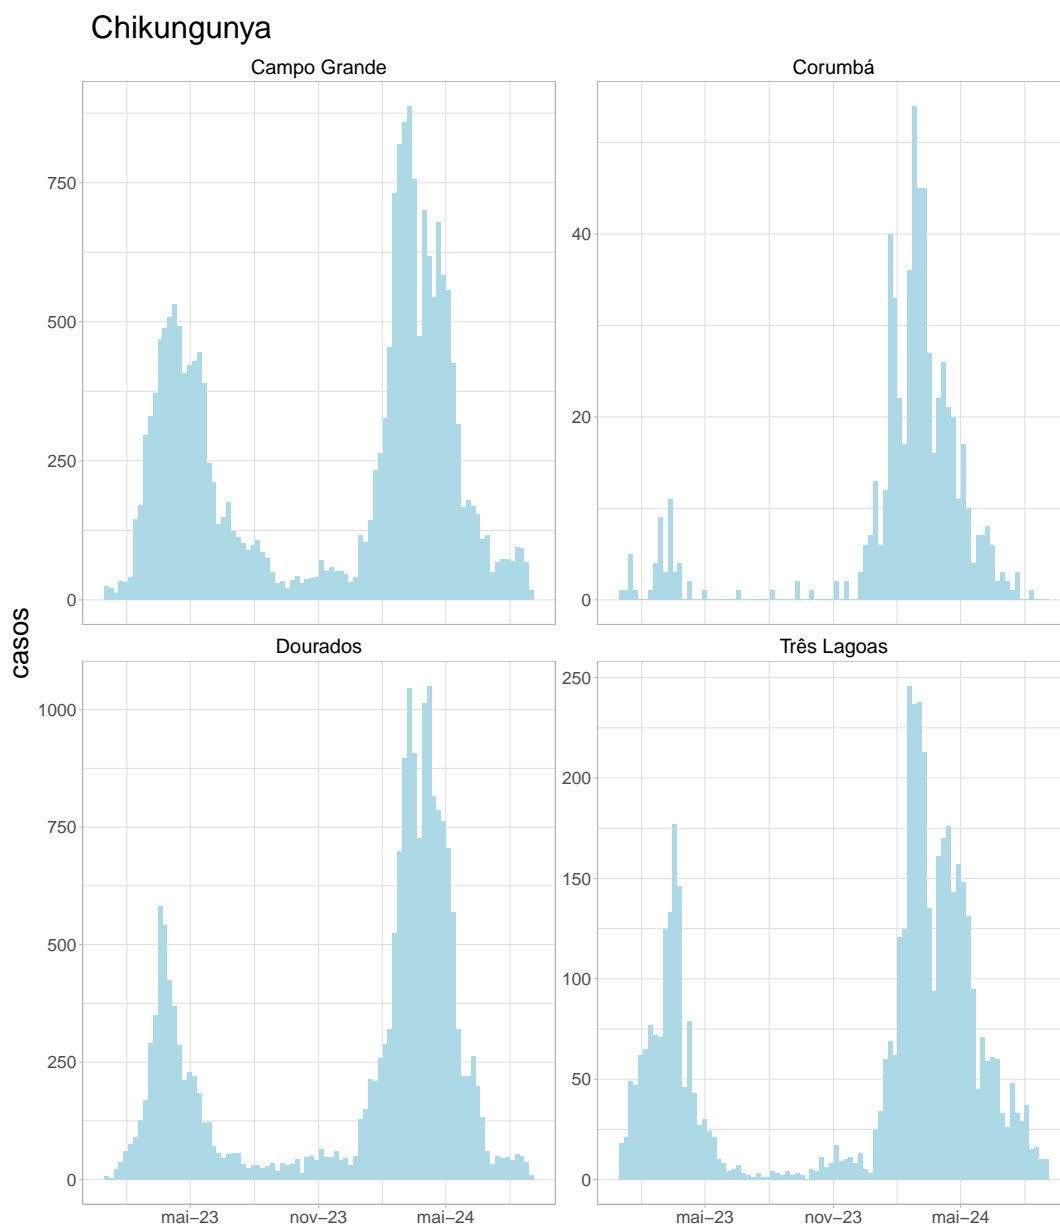 Chikungunya
Campo Grande
Corumbá
750
500
250
0
40
20
0
casos
Dourados
Três Lagoas
1000
750
500
250
0
250
200
150
100
50
0
mai–23
nov–23
mai–24
mai–23
nov–23
mai–24